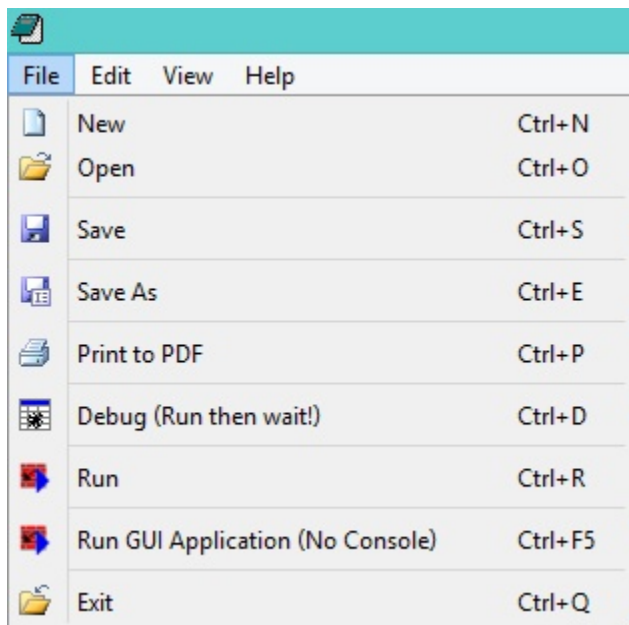 File Edit View Help
New Ctrl+N
Open Ctrl+O
Save Ctrl+S
Save As Ctrl+E
Print to PDF Ctrl+P
Debug (Run then wait!) Ctrl+D
Run Ctrl+R
Run GUI Application (No Console) Ctrl+F5
Exit Ctrl+Q